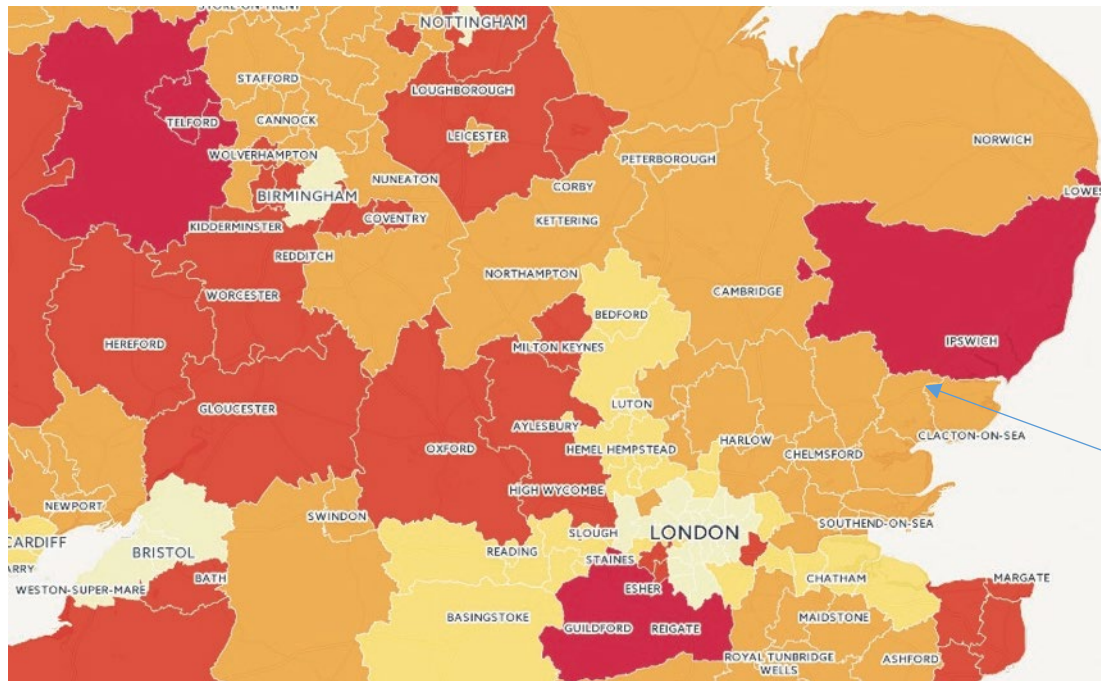 NOTTINGHAM
STAFFORD
LOUGHBOROUGH
TELFORD
CANNOCK
LEICESTER
NORWICH
WOLVERHAMPTON
PETERBOROUGH
BIRMINGHAM
NUNEATON
CORBY
LOWES
KIDDERMINSTER
COVENTRY
KETTERING
REDDITCH
NORTHAMPTON
WORCESTER
CAMBRIDGE
BEDFORD
HEREFORD
MILTON KEYNES
IPSWICH
GLOUCESTER
LUTON
AYLESBURY
OXFORD
HEMEL HEMPSTEAD
HARLOW
CLACTON-ON-SEA
CHELMSFORD
HIGH WYCOMBE
NEWPORT
SWINDON
SOUTHEND-ON-SEA
CARDIFF
BRISTOL
SLOUGH
LONDON
READING
STAINES
ARRY
BATH
WESTON-SUPER-MARE
ESHER
CHATHAM
MARGATE
BASINGSTOKE
GUILDFORD
REIGATE
MAIDSTONE
ROYAL TUNBRIDGE
WELLS
ASHFORD